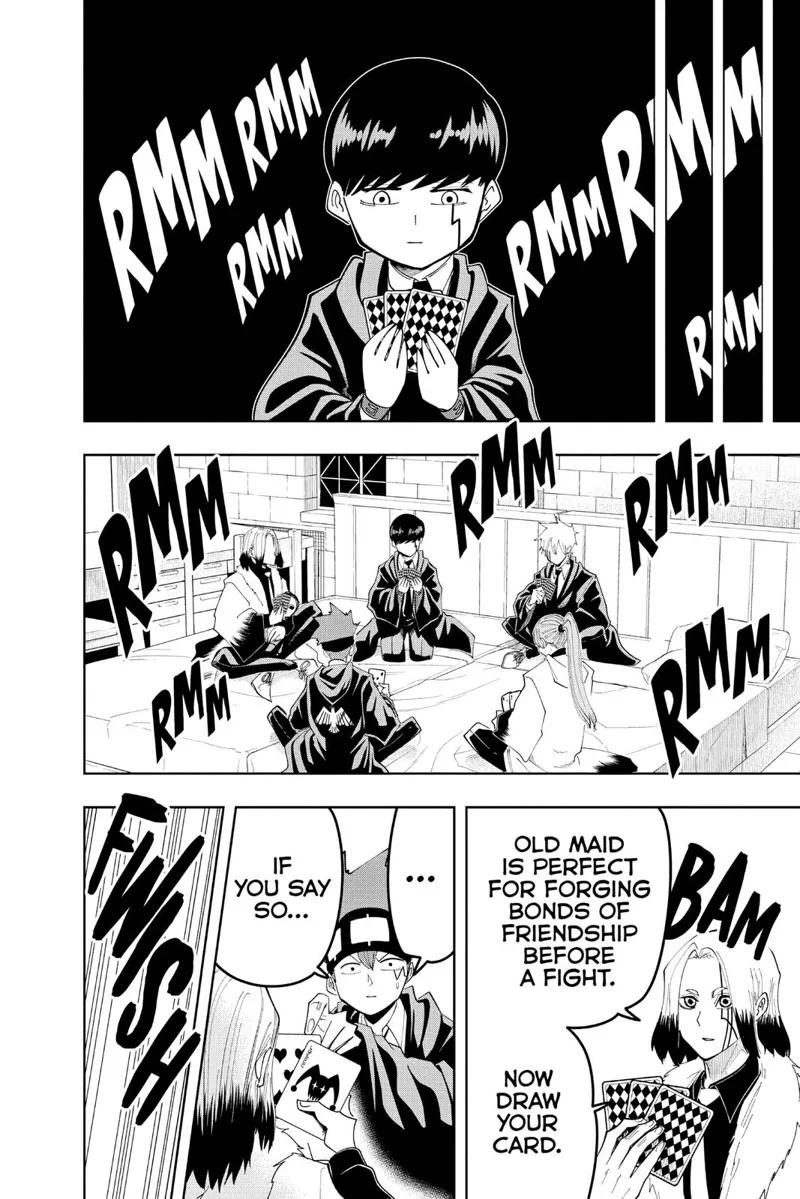 RMM
RMM
RMM
RMM
RMM
RMM
RMM
RMM
RMM
RMM
RMM
BAM
OLD MAID
IS PERFECT
FOR FORGING
BONDS OF
FRIENDSHIP
BEFORE
A FIGHT.
NOW
DRAW
YOUR
CARD.
...
IF
YOU SAY
SO...
FWISH